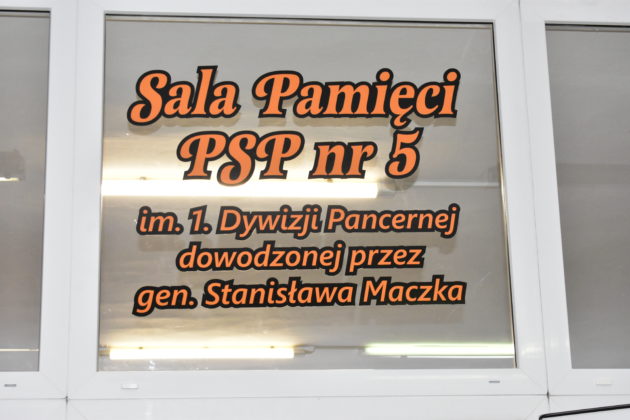 Sala Pamięci
PSP nr 5
im. 1. Dywizji Pancernej
dowodzonej przez
gen. Stanisława Maczka